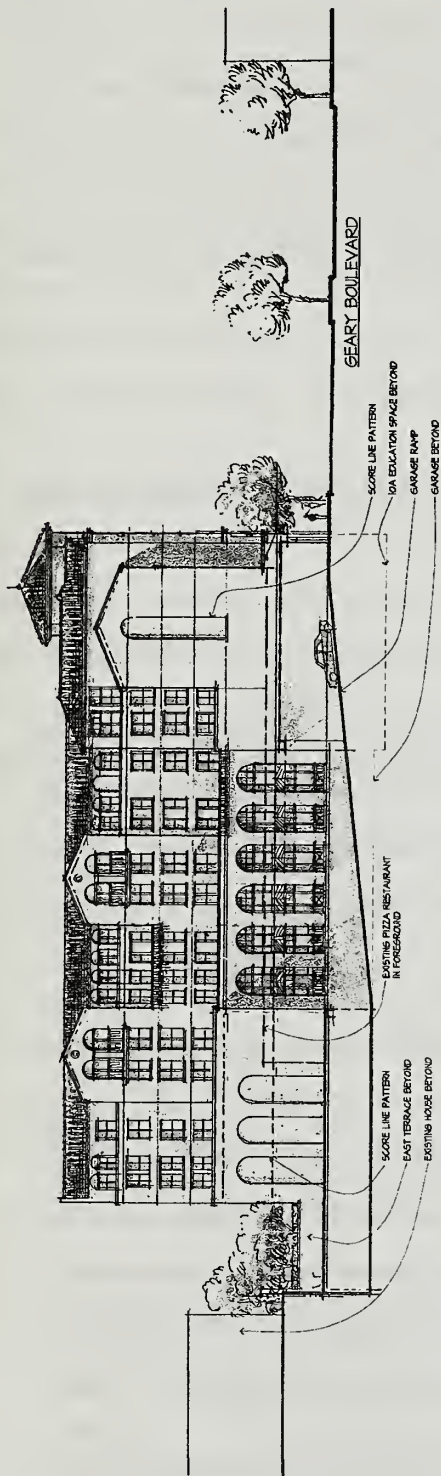 GEARY BOULEVARD
SCORE LINE PATTERN
IOA EDUCATION SPACE BEYOND
GARAGE RAMP
GARAGE BEYOND
EXISTING PIZZA RESTAURANT
IN FOREGROUND
SCORE LINE PATTERN
EAST TERRACE BEYOND
EXISTING HOUSE BEYOND